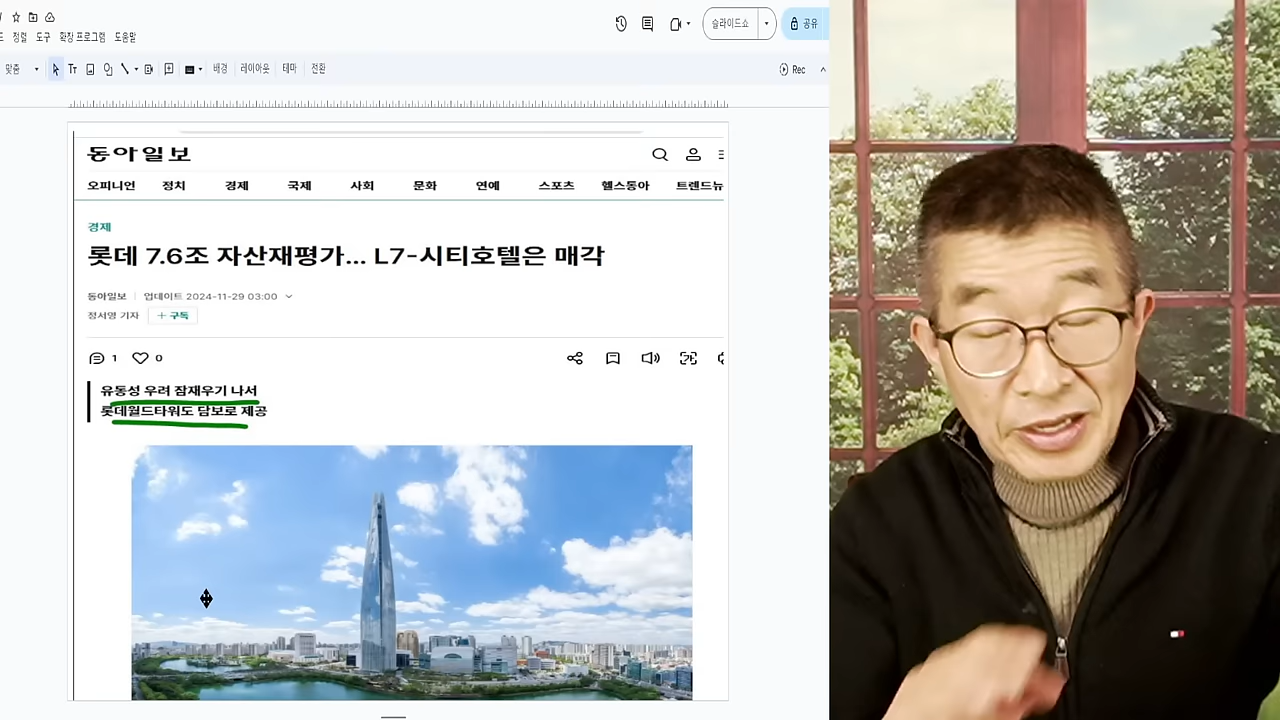 정렬 도구 확장 프로그램 도움말
슬라이드쇼
공유
맞춤
배경 레이아웃 테마 전환
Rec
동아일보
오피니언 정치 경제 국제 사회 문화 연예 스포츠 헬스동아 트렌드뉴
경제
롯데 7.6조 자산재평가... L7-시티호텔은 매각
동아일보 업데이트 2024-11-29 03:00
정서영 기자 + 구독
1 0
유동성 우려 잠재우기 나서
롯데월드타워도 담보로 제공